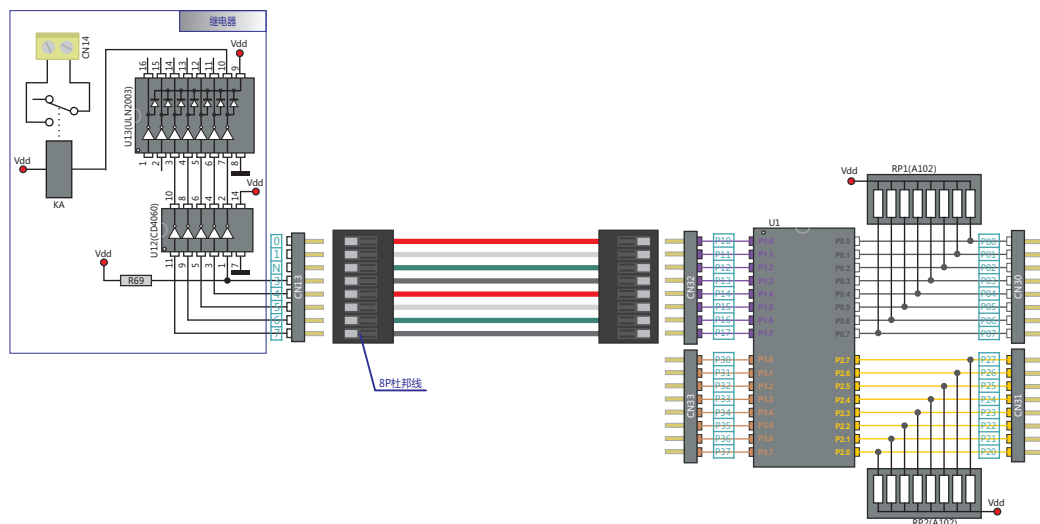 继电器
Vdd
CN14
16 15 14 13 12 11 10 9
U13(ULN2003)
1 2 3 4 5 6 7 8
Vdd
KA
10 8 6 4 2 14
Vdd
U12(CD4060)
11 9 5 3 1 7
Vdd
R69
0
1
N
3
4
5
6
7
CN13
8P杜邦线
RP1(A102)
Vdd
U1
P10 P1.0 P0.0 P00
P11 P1.1 P0.1 P01
P12 P1.2 P0.2 P02
P13 P1.3 P0.3 P03
P14 P1.4 P0.4 P04
P15 P1.5 P0.5 P05
P16 P1.6 P0.6 P06
P17 P1.7 P0.7 P07
CN32
CN30
P30 P3.0 P2.7 P27
P31 P3.1 P2.6 P26
P32 P3.2 P2.5 P25
P33 P3.3 P2.4 P24
P34 P3.4 P2.3 P23
P35 P3.5 P2.2 P22
P36 P3.6 P2.1 P21
P37 P3.7 P2.0 P20
CN33
CN31
Vdd
RP2(A102)